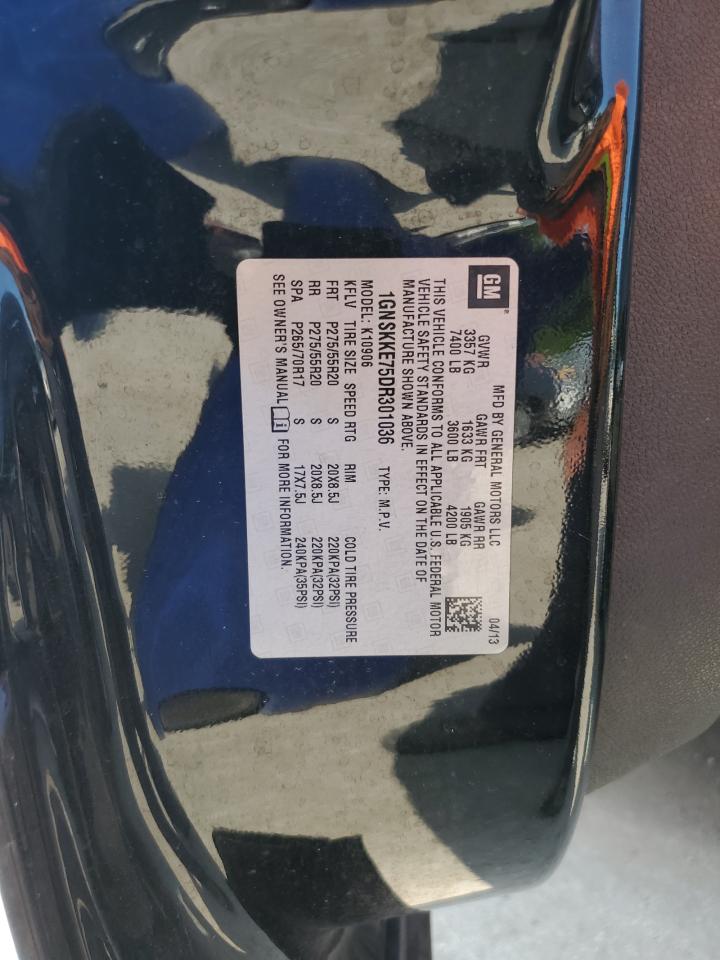 GM
®
MFD BY GENERAL MOTORS LLC 04/13
GVWR GAWR FRT GAWR RR
3357 KG 1633 KG 1905 KG
7400 LB 3600 LB 4200 LB
THIS VEHICLE CONFORMS TO ALL APPLICABLE U.S. FEDERAL MOTOR
VEHICLE SAFETY STANDARDS IN EFFECT ON THE DATE OF
MANUFACTURE SHOWN ABOVE.
1GNSKKE75DR301036 TYPE: M.P.V.
MODEL: K10906
KFLV TIRE SIZE SPEED RTG RIM COLD TIRE PRESSURE
FRT P275/55R20 S 20X8.5J 220KPA(32PSI)
RR P275/55R20 S 20X8.5J 220KPA(32PSI)
SPA P265/70R17 S 17X7.5J 240KPA(35PSI)
SEE OWNER'S MANUAL i FOR MORE INFORMATION.